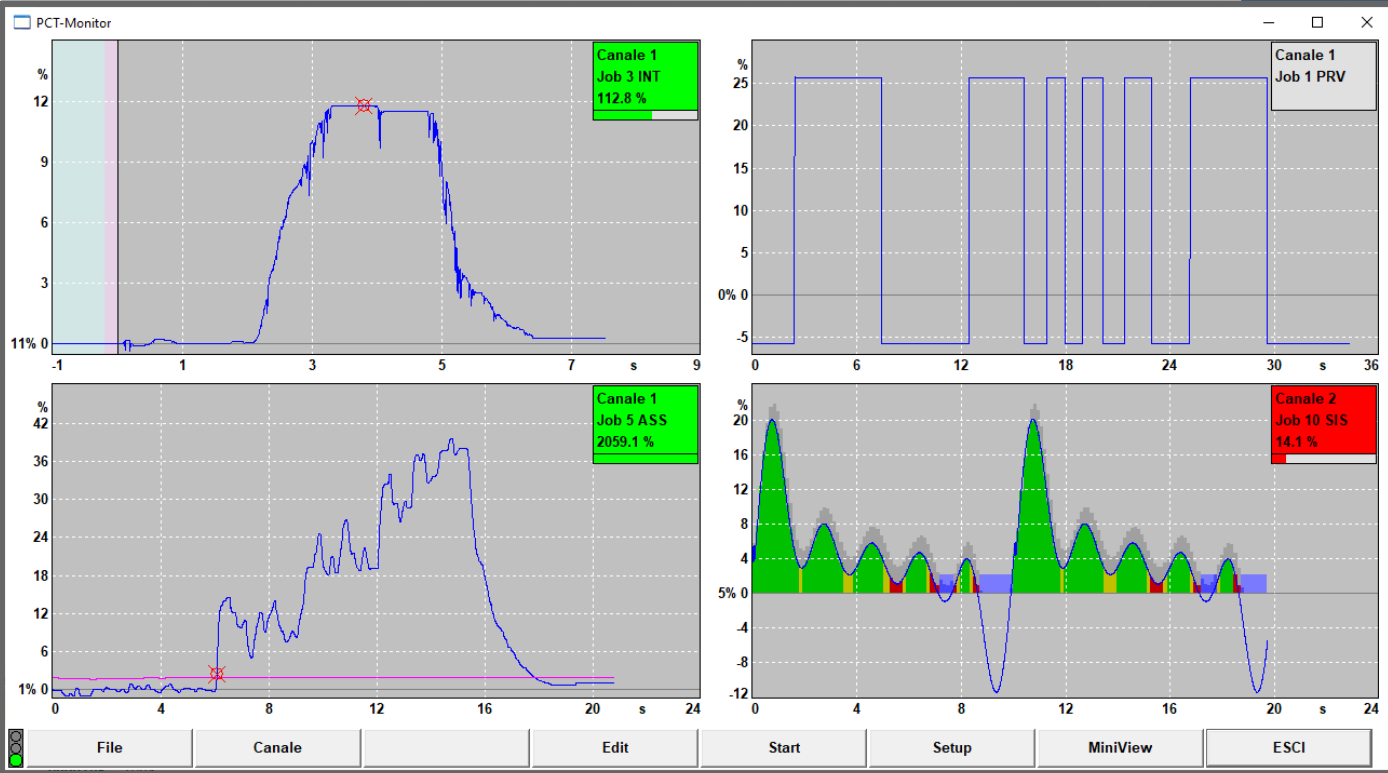 PCT-Monitor
%
12
9
6
3
11% 0
-1 1 3 5 7 s 9
Canale 1
Job 3 INT
112.8 %
%
25
20
15
10
5
0% 0
-5
0 6 12 18 24 30 s 36
Canale 1
Job 1 PRV
%
42
36
30
24
18
12
6
1% 0
0 4 8 12 16 20 s 24
Canale 1
Job 5 ASS
2059.1 %
%
20
16
12
8
4
5% 0
-4
-8
-12
0 4 8 12 16 20 s 24
Canale 2
Job 10 SIS
14.1 %
File Canale Edit Start Setup MiniView ESCI